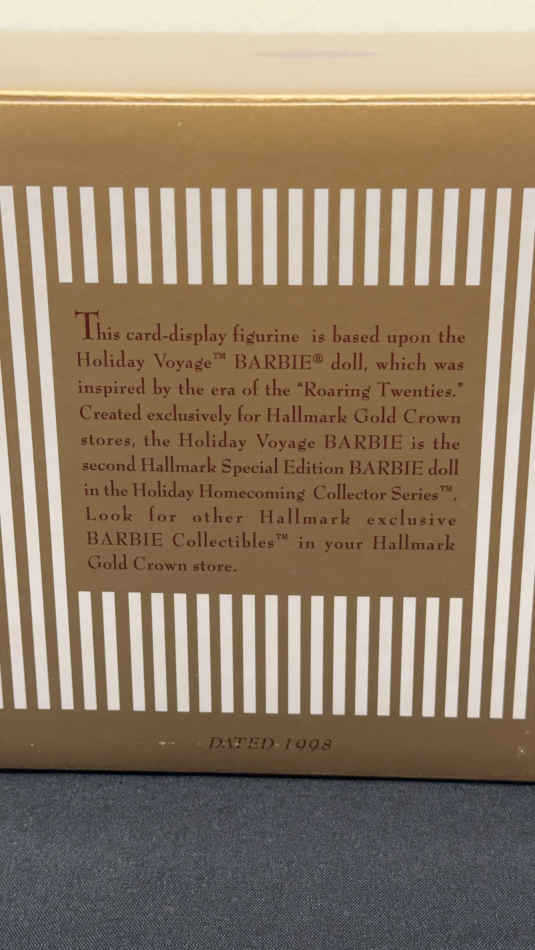 This card-display figurine is based upon the
Holiday Voyage™ BARBIE® doll, which was
inspired by the era of the "Roaring Twenties."
Created exclusively for Hallmark Gold Crown
stores, the Holiday Voyage BARBIE is the
second Hallmark Special Edition BARBIE doll
in the Holiday Homecoming Collector Series™.
Look for other Hallmark exclusive
BARBIE Collectibles™ in your Hallmark
Gold Crown store.
DATED 1998